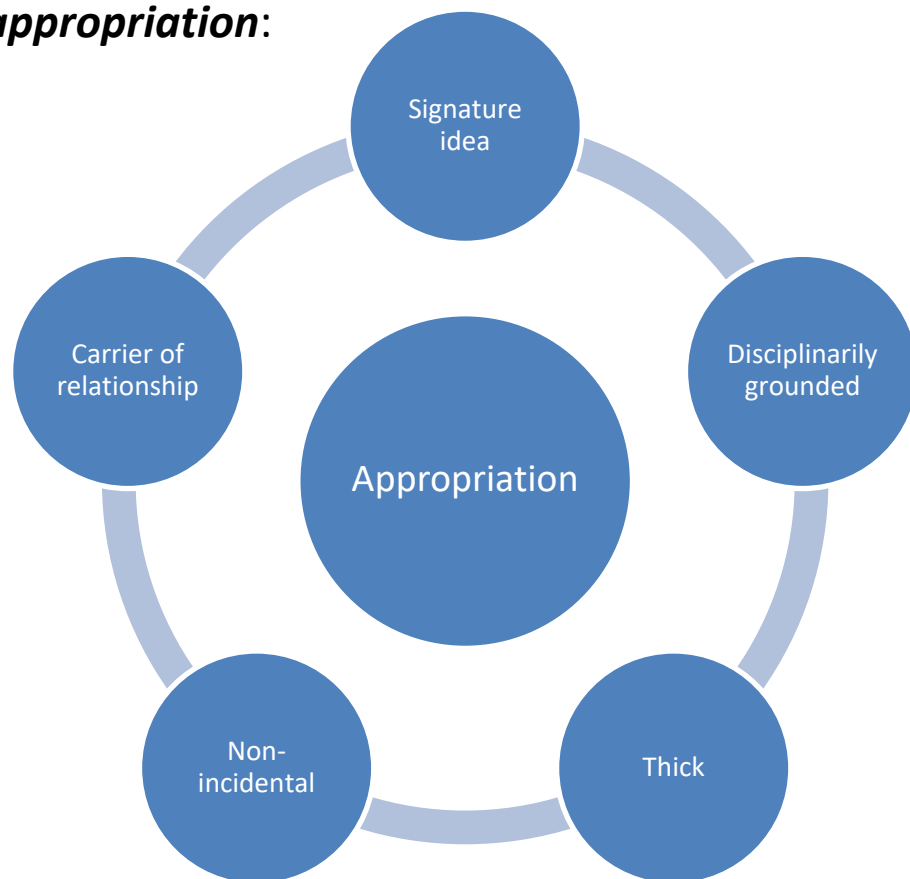 appropriation:
Signature
idea
Carrier of
relationship
Disciplinarily
grounded
Appropriation
Non-
incidental
Thick